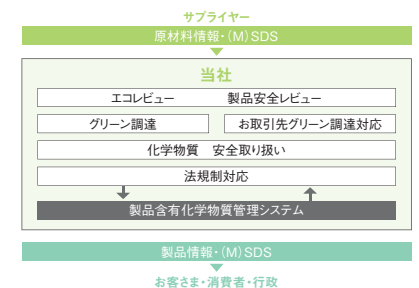 サプライヤー
原材料情報・(M)SDS
当社
エコレビュー 製品安全レビュー
グリーン調達 お取引先グリーン調達対応
化学物質 安全取り扱い
法規制対応
製品含有化学物質管理システム
製品情報・(M)SDS
お客さま・消費者・行政